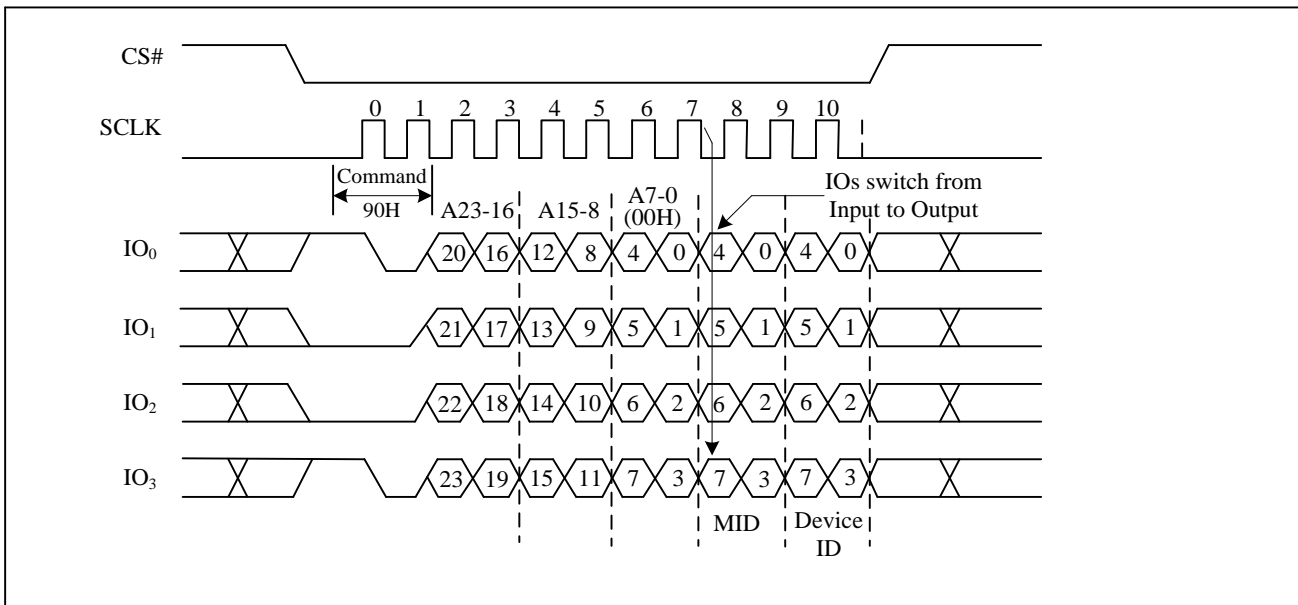 CS#
0 1 2 3 4 5 6 7 8 9 10
SCLK
Command
90H
A23-16
A15-8
A7-0
(00H)
IOs switch from
Input to Output
IO₀
20 16 12 8 4 0 4 0 4 0
IO₁
21 17 13 9 5 1 5 1 5 1
IO₂
22 18 14 10 6 2 6 2 6 2
IO₃
23 19 15 11 7 3 7 3 7 3
MID
Device
ID